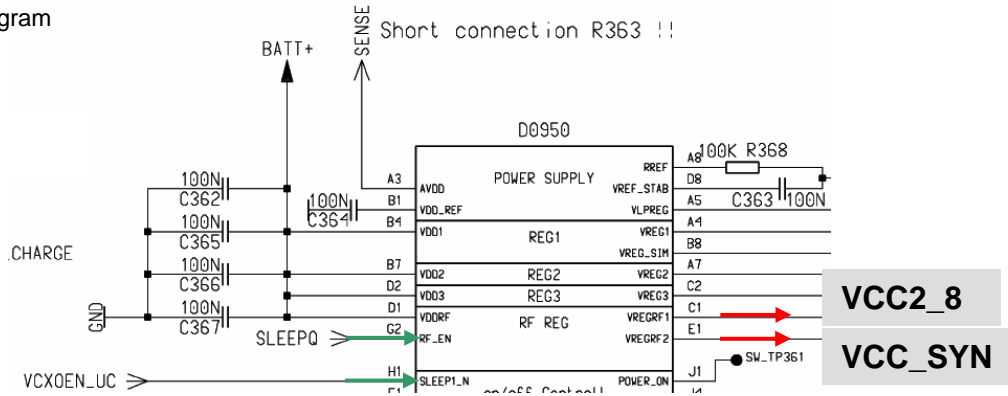 gram
Short connection R363 !!
SENSE
BATT+
D0950
POWER SUPPLY
A3
AVDD
B1
VDD_REF
B4
VDD1
REG1
B7
VDD2
REG2
D2
VDD3
REG3
D1
VDDRF
RF REG
G2
RF_EN
H1
SLEEP1_N
RREF
A8
100K R368
VREF_STAB
D8
C363
100N
VLPREG
A5
VREG1
A4
VREG_SIM
B8
VREG2
A7
VREG3
C2
VREGRF1
C1
VREGRF2
E1
POWER_ON
J1
SW_TP361
on/off Control
100N
C362
100N
C364
100N
C365
100N
C366
100N
C367
CHARGE
GND
SLEEPQ
VCXOEN_UC
VCC2_8
VCC_SYN